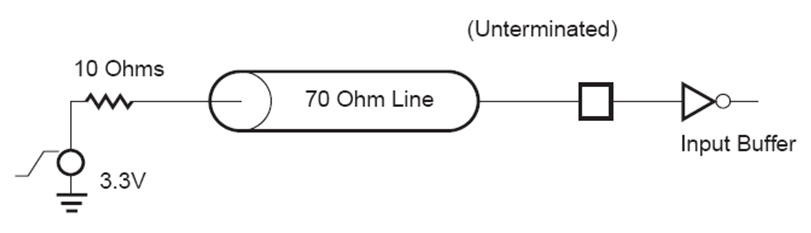 (Unterminated)
10 Ohms
70 Ohm Line
Input Buffer
3.3V